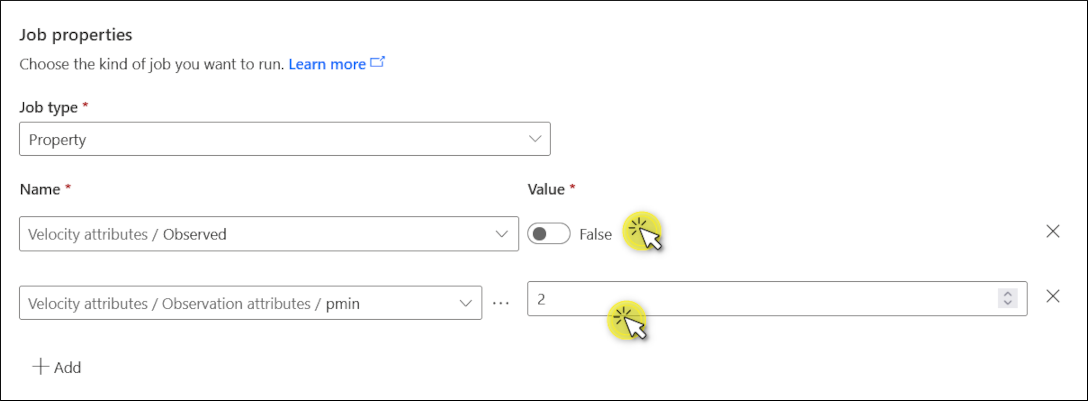 Job properties
Choose the kind of job you want to run. Learn more
Job type *
Property
Name * Value *
Velocity attributes / Observed False
Velocity attributes / Observation attributes / pmin ... 2
Add